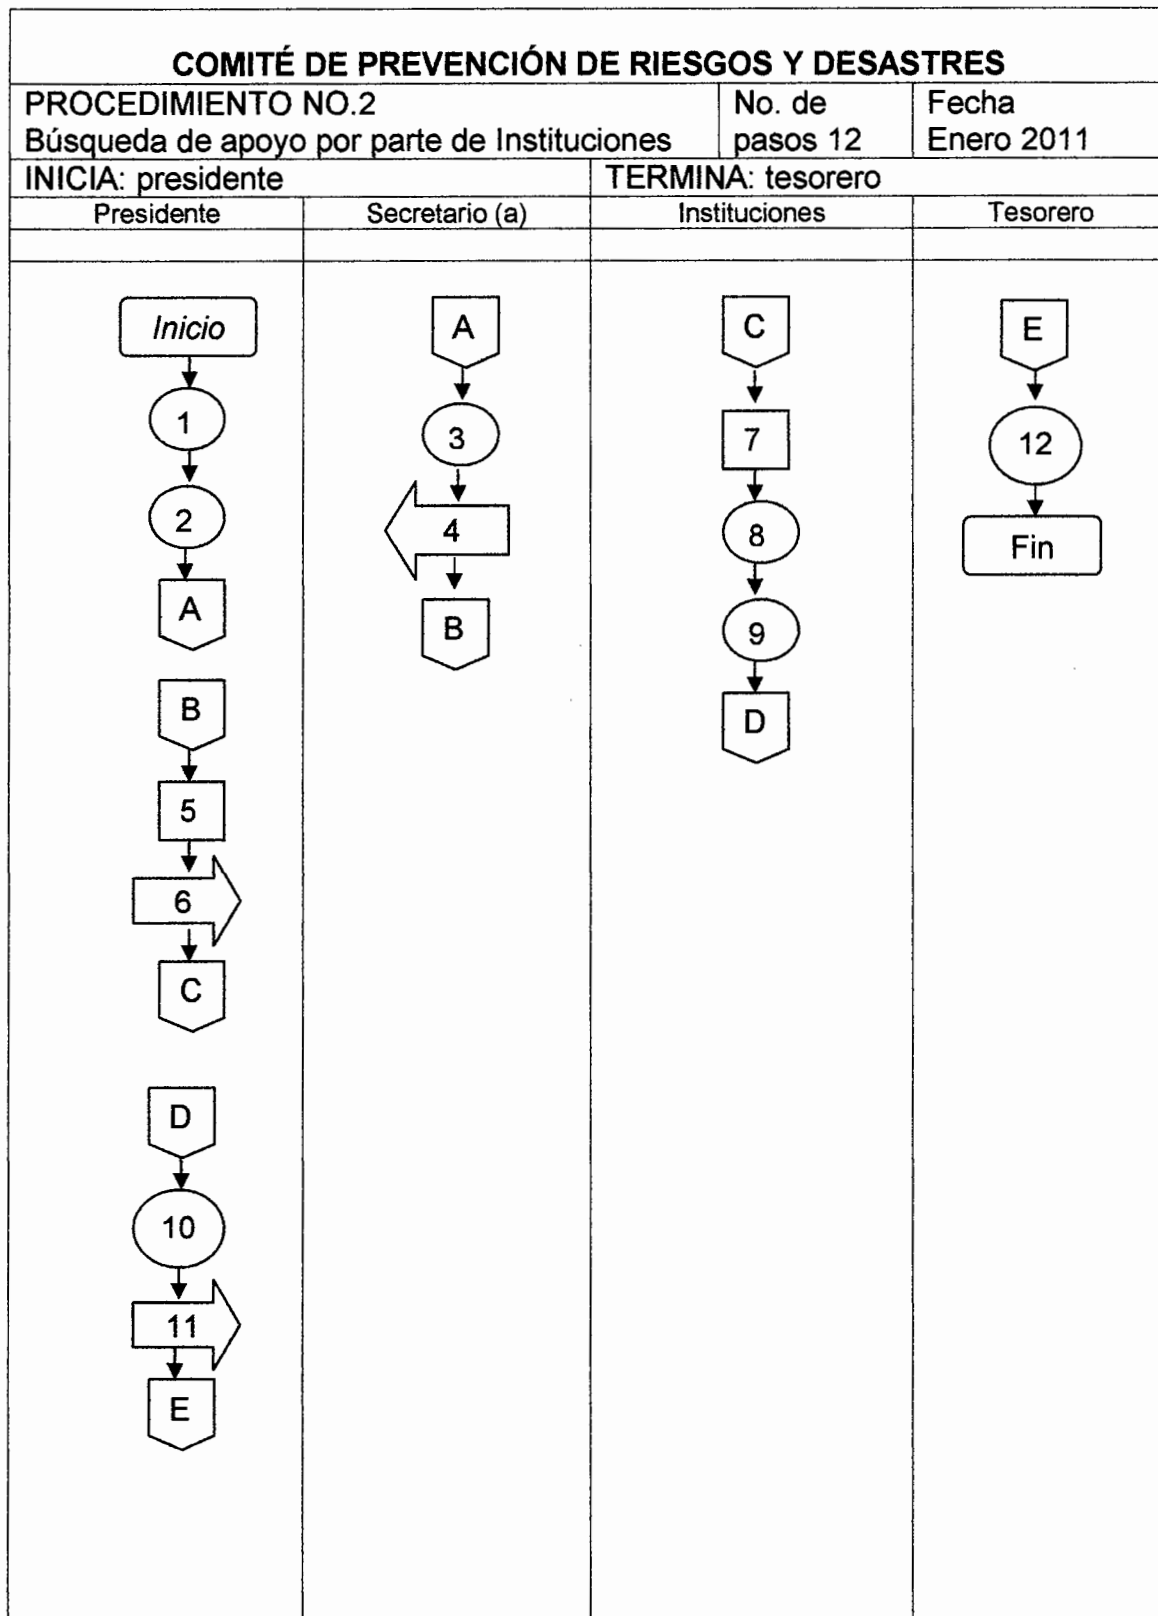 COMITÉ DE PREVENCIÓN DE RIESGOS Y DESASTRES
PROCEDIMIENTO NO.2
Búsqueda de apoyo por parte de Instituciones
No. de
pasos 12
Fecha
Enero 2011
INICIA: presidente
TERMINA: tesorero
Presidente
Secretario (a)
Instituciones
Tesorero
Inicio
1
2
A
B
5
6
C
D
10
11
E
A
3
4
B
C
7
8
9
D
E
12
Fin